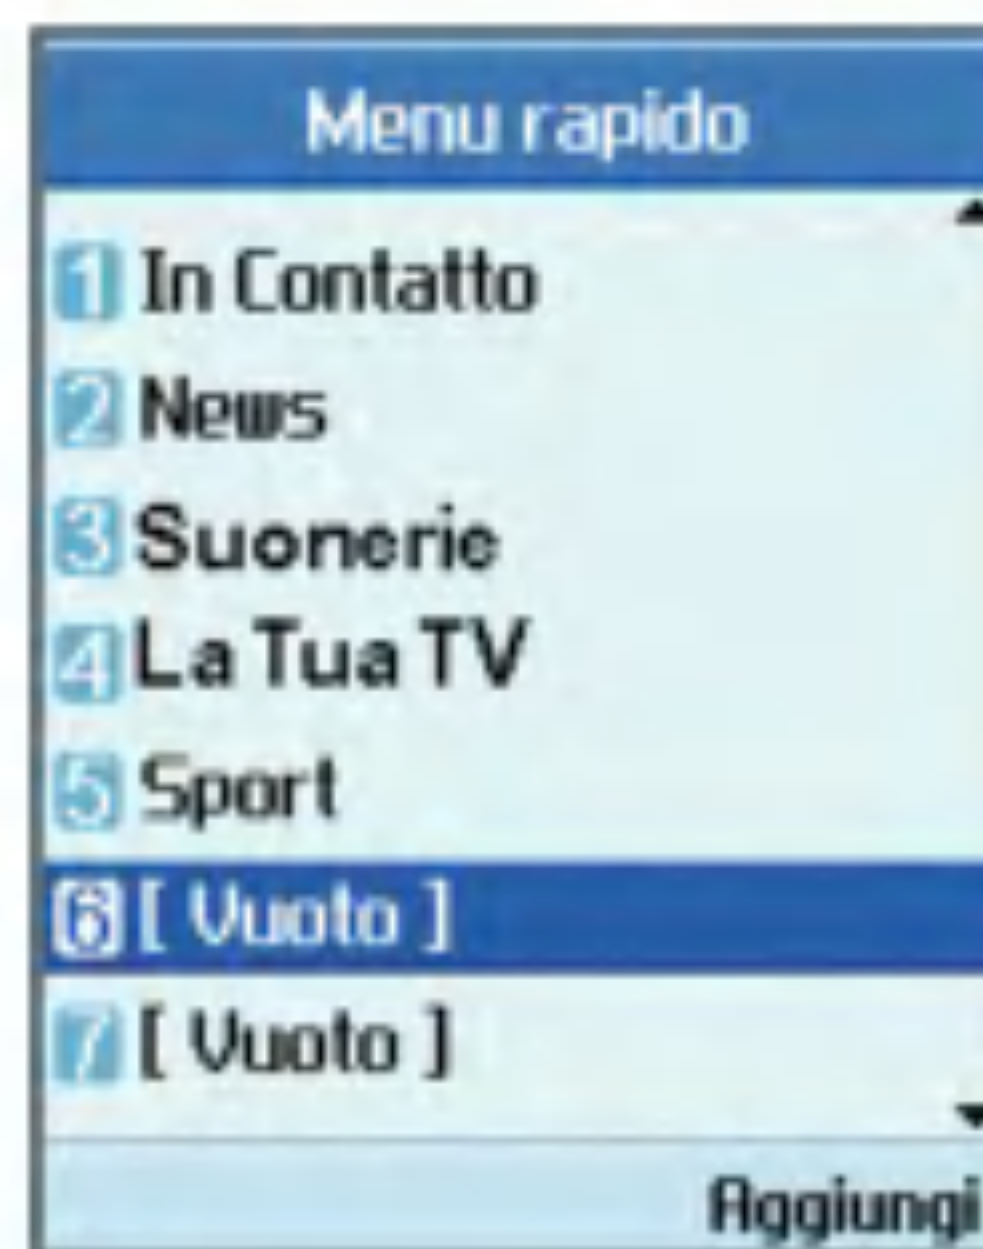 Menu rapido
1 In Contatto
2 News
3 Suonerie
4 La Tua TV
5 Sport
6 [ Vuoto ]
7 [ Vuoto ]
Aggiungi